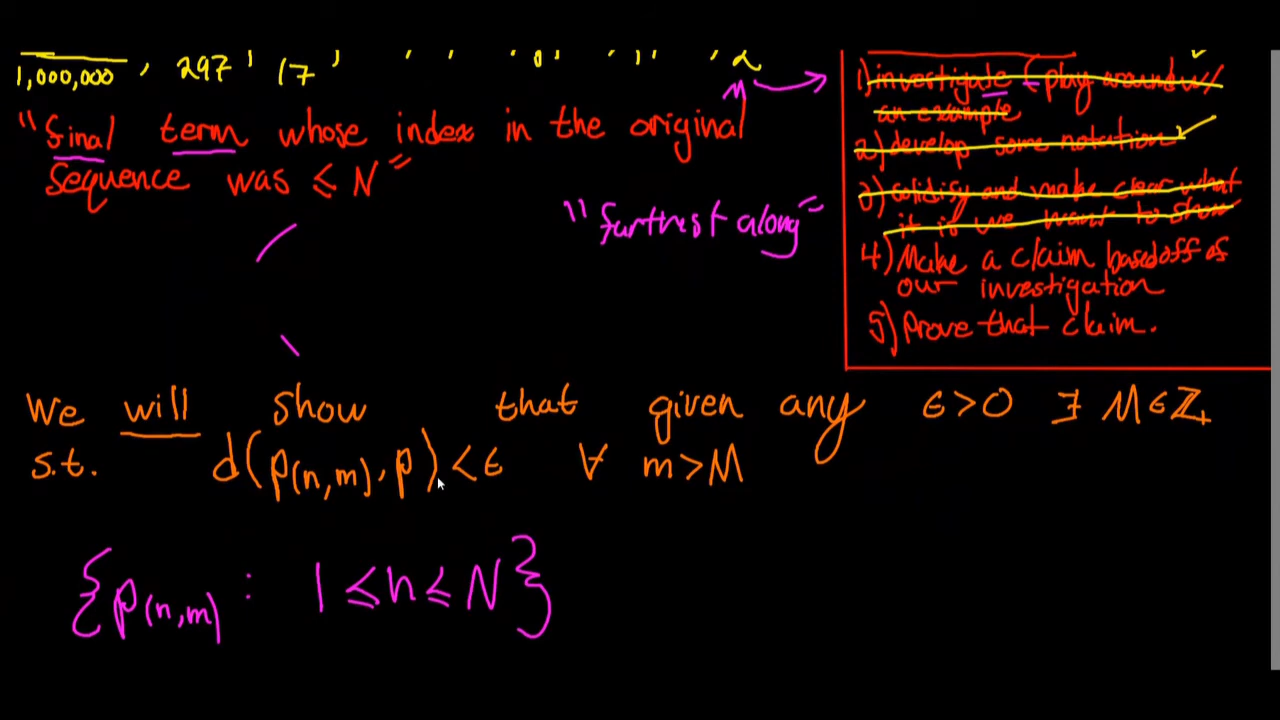 1,000,000 , 297 , 17 , , , , , , , 2
"final term whose index in the original
sequence was ≤ N"
"furthest along"
1) investigate (play around w/
an example
2) develop some notation
3) solidify and make clear what
it is we want to show
4) Make a claim based off of
our investigation
5) Prove that claim.
We will show that given any ε>0 ∃ M∈ℤ+
s.t. d(p(n,m), p) < ε ∀ m>M
{p(n,m) : 1 ≤ n ≤ N}